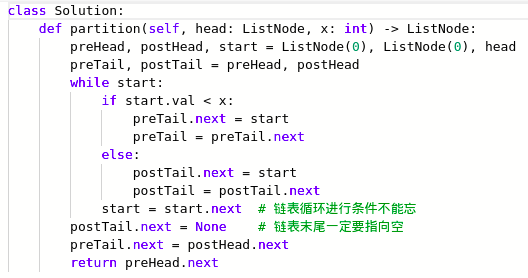 class Solution:
    def partition(self, head: ListNode, x: int) -> ListNode:
        preHead, postHead, start = ListNode(0), ListNode(0), head
        preTail, postTail = preHead, postHead
        while start:
            if start.val < x:
                preTail.next = start
                preTail = preTail.next
            else:
                postTail.next = start
                postTail = postTail.next
            start = start.next  # 链表循环进行条件不能忘
        postTail.next = None    # 链表末尾一定要指向空
        preTail.next = postHead.next
        return preHead.next